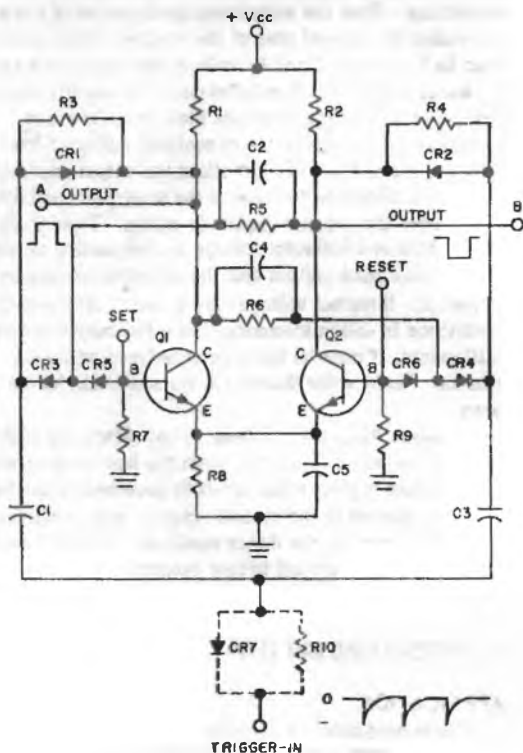 + Vcc
R3
R1
R2
R4
CR1
C2
CR2
A
OUTPUT
R5
OUTPUT
B
C4
RESET
SET
R6
Q1
Q2
C
C
CR3
CR5
B
B
CR6
CR4
E
E
R7
R8
C5
R9
C1
C3
CR7
R10
0
-
TRIGGER-IN